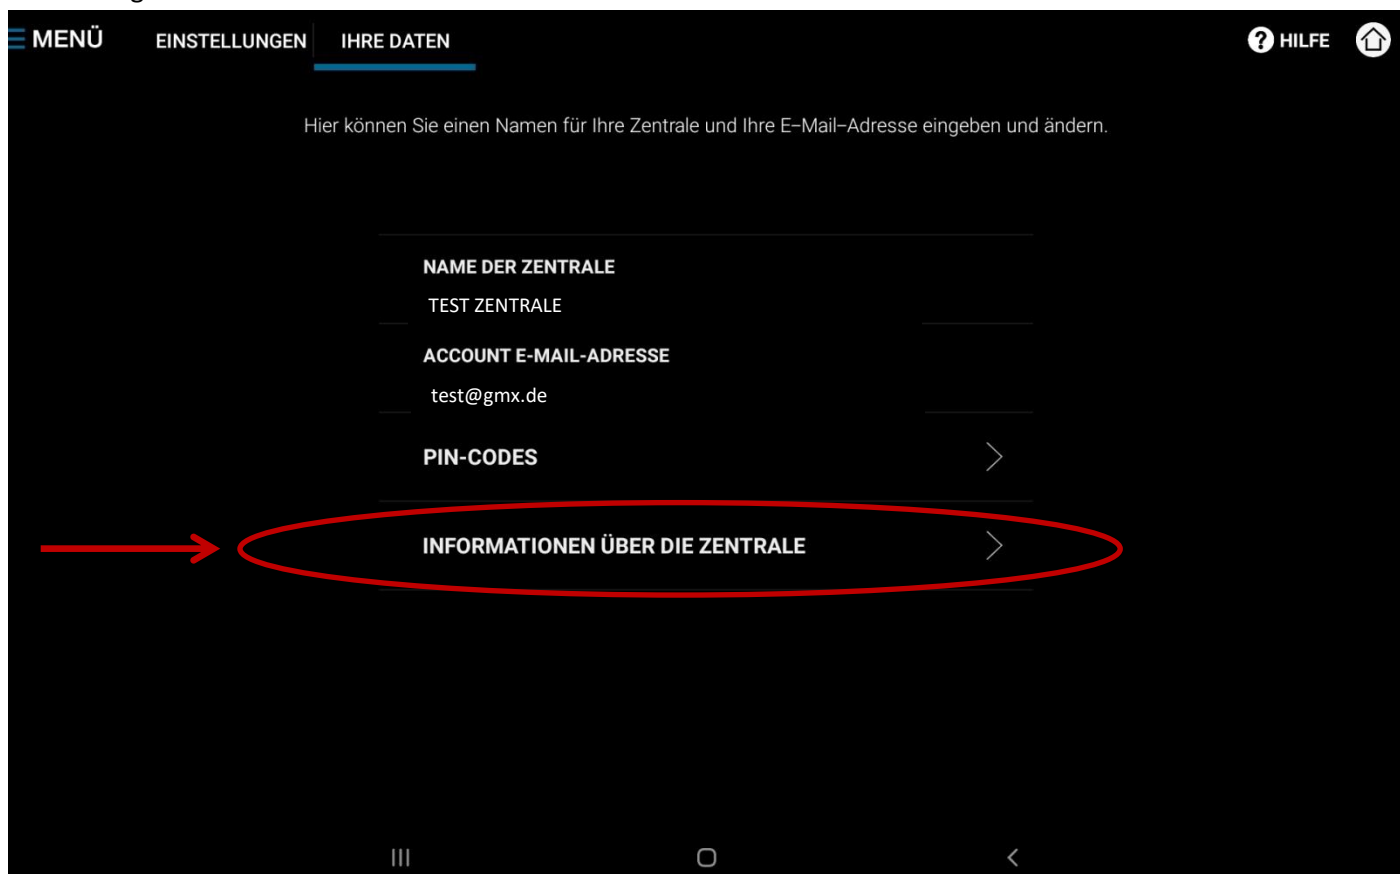 MENÜ EINSTELLUNGEN IHRE DATEN ? HILFE
Hier können Sie einen Namen für Ihre Zentrale und Ihre E-Mail-Adresse eingeben und ändern.
NAME DER ZENTRALE
TEST ZENTRALE
ACCOUNT E-MAIL-ADRESSE
test@gmx.de
PIN-CODES
INFORMATIONEN ÜBER DIE ZENTRALE